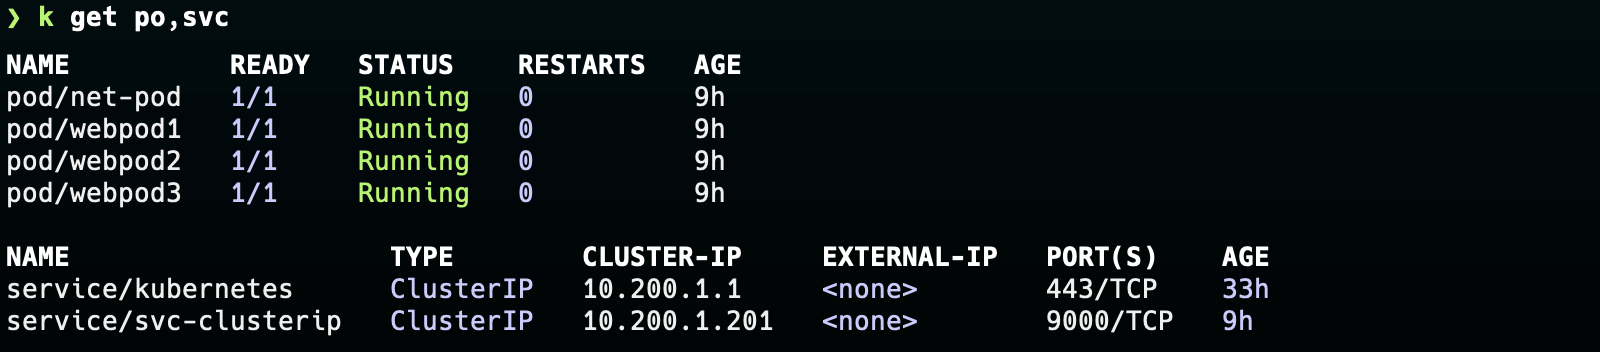 ❯ k get po,svc
NAME READY STATUS RESTARTS AGE
pod/net-pod 1/1 Running 0 9h
pod/webpod1 1/1 Running 0 9h
pod/webpod2 1/1 Running 0 9h
pod/webpod3 1/1 Running 0 9h
NAME TYPE CLUSTER-IP EXTERNAL-IP PORT(S) AGE
service/kubernetes ClusterIP 10.200.1.1 <none> 443/TCP 33h
service/svc-clusterip ClusterIP 10.200.1.201 <none> 9000/TCP 9h